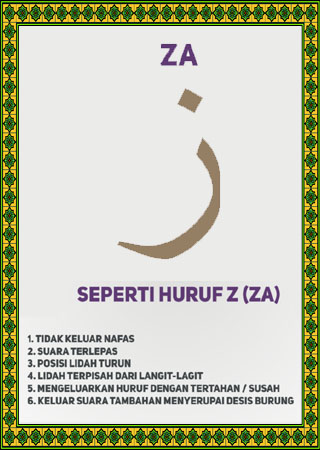 ZA
ز
SEPERTI HURUF Z (ZA)
1. TIDAK KELUAR NAFAS
2. SUARA TERLEPAS
3. POSISI LIDAH TURUN
4. LIDAH TERPISAH DARI LANGIT-LAGIT
5. MENGELUARKAN HURUF DENGAN TERTAHAN / SUSAH
6. KELUAR SUARA TAMBAHAN MENYERUPAI DESIS BURUNG